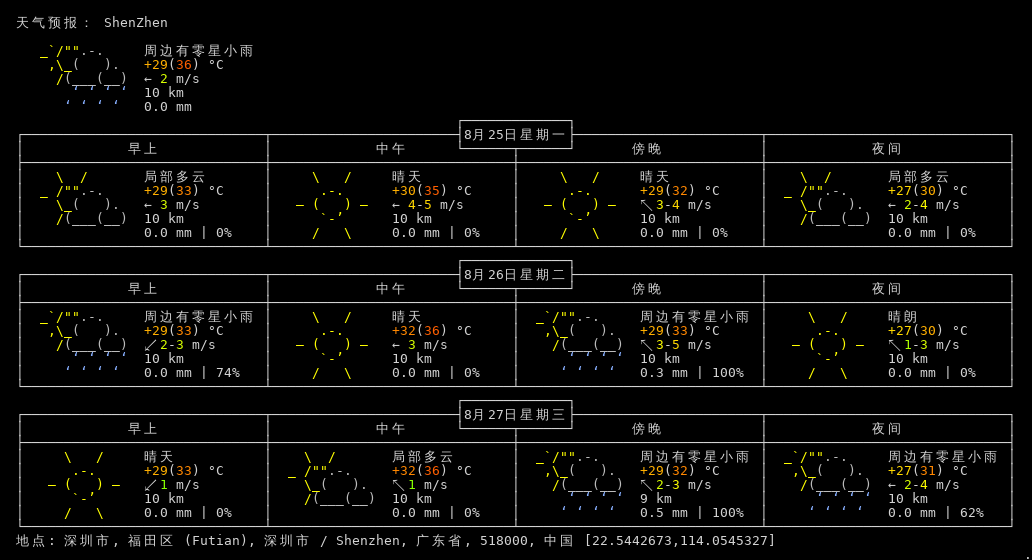 天气预报： ShenZhen
周边有零星小雨
+29(36) °C
← 2 m/s
10 km
0.0 mm
8月25日星期一
早上 中午 傍晚 夜间
局部多云 晴天 晴天 局部多云
+29(33) °C +30(35) °C +29(32) °C +27(30) °C
← 3 m/s ← 4-5 m/s ↖ 3-4 m/s ← 2-4 m/s
10 km 10 km 10 km 10 km
0.0 mm | 0% 0.0 mm | 0% 0.0 mm | 0% 0.0 mm | 0%
8月26日星期二
早上 中午 傍晚 夜间
周边有零星小雨 晴天 周边有零星小雨 晴朗
+29(33) °C +32(36) °C +29(33) °C +27(30) °C
↙ 2-3 m/s ← 3 m/s ↖ 3-5 m/s ↖ 1-3 m/s
10 km 10 km 10 km 10 km
0.0 mm | 74% 0.0 mm | 0% 0.3 mm | 100% 0.0 mm | 0%
8月27日星期三
早上 中午 傍晚 夜间
晴天 局部多云 周边有零星小雨 周边有零星小雨
+29(33) °C +32(36) °C +29(32) °C +27(31) °C
↙ 1 m/s ↖ 1 m/s ↖ 2-3 m/s ← 2-4 m/s
10 km 10 km 9 km 10 km
0.0 mm | 0% 0.0 mm | 0% 0.5 mm | 100% 0.0 mm | 62%
地点: 深圳市, 福田区 (Futian), 深圳市 / Shenzhen, 广东省, 518000, 中国 [22.5442673,114.0545327]